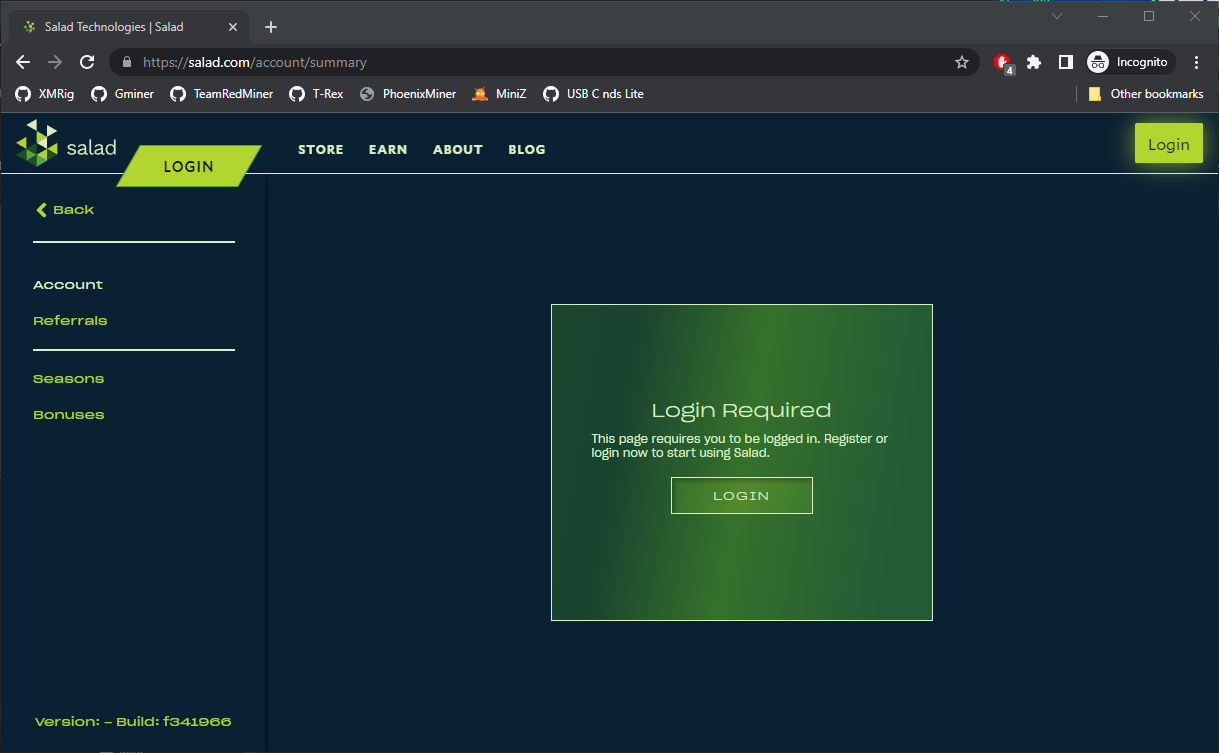 Salad Technologies | Salad
https://salad.com/account/summary
4
Incognito
XMRig
Gminer
TeamRedMiner
T-Rex
PhoenixMiner
MiniZ
USB C nds Lite
Other bookmarks
salad
LOGIN
STORE
EARN
ABOUT
BLOG
Login
Back
Account
Referrals
Seasons
Bonuses
Login Required
This page requires you to be logged in. Register or
login now to start using Salad.
LOGIN
Version: - Build: f341966